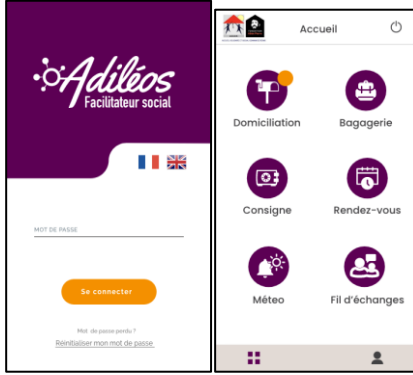 Adiléos
Facilitateur social
MOT DE PASSE
Se connecter
Mot de passe perdu ?
Réinitialiser mon mot de passe
Accueil
Domiciliation
Bagagerie
Consigne
Rendez-vous
Méteo
Fil d'échanges